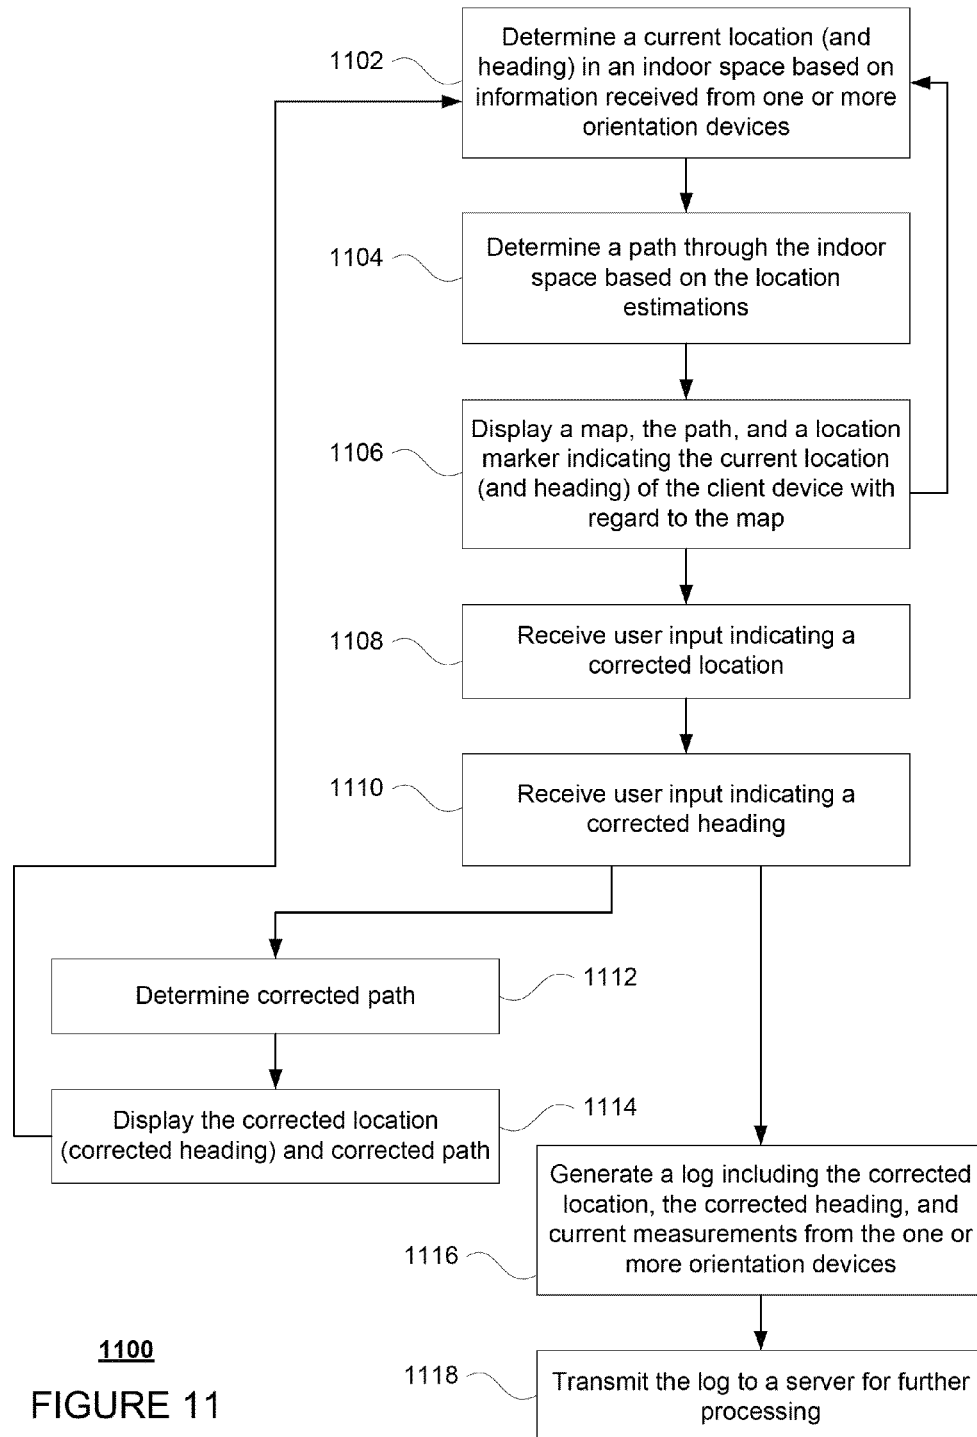 1102
Determine a current location (and
heading) in an indoor space based on
information received from one or more
orientation devices
1104
Determine a path through the indoor
space based on the location
estimations
1106
Display a map, the path, and a location
marker indicating the current location
(and heading) of the client device with
regard to the map
1108
Receive user input indicating a
corrected location
1110
Receive user input indicating a
corrected heading
1112
Determine corrected path
1114
Display the corrected location
(corrected heading) and corrected path
1116
Generate a log including the corrected
location, the corrected heading, and
current measurements from the one or
more orientation devices
1118
Transmit the log to a server for further
processing
1100
FIGURE 11